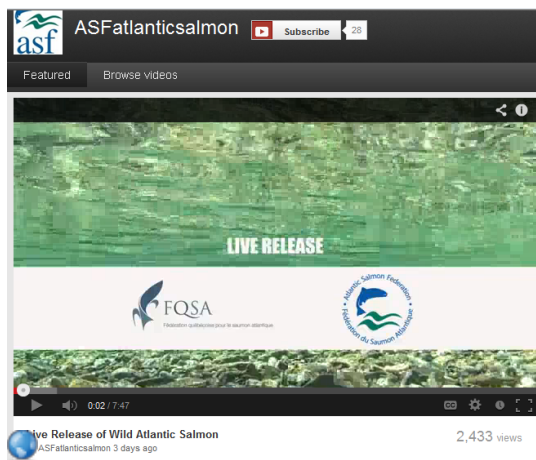 asf
ASFatlanticsalmon
Subscribe
28
Featured
Browse videos
LIVE RELEASE
FQSA
Fédération québécoise pour le saumon atlantique
Atlantic Salmon Federation
Fédération du Saumon Atlantique
0:02 / 7:47
CC
Live Release of Wild Atlantic Salmon
2,433 views
ASFatlanticsalmon 3 days ago